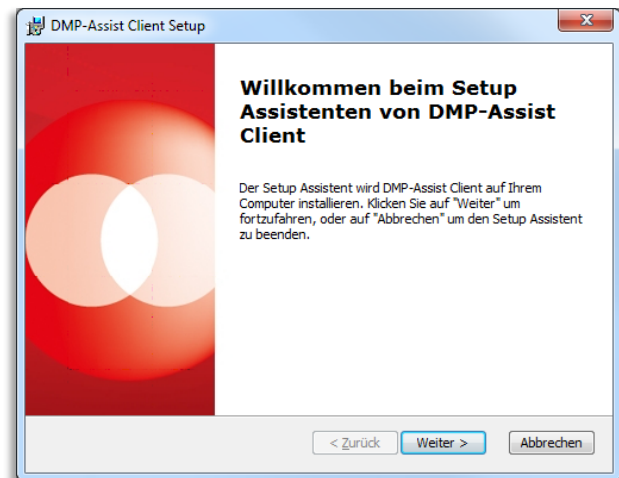 DMP-Assist Client Setup
Willkommen beim Setup
Assistenten von DMP-Assist
Client
Der Setup Assistent wird DMP-Assist Client auf Ihrem
Computer installieren. Klicken Sie auf "Weiter" um
fortzufahren, oder auf "Abbrechen" um den Setup Assistent
zu beenden.
< Zurück Weiter > Abbrechen